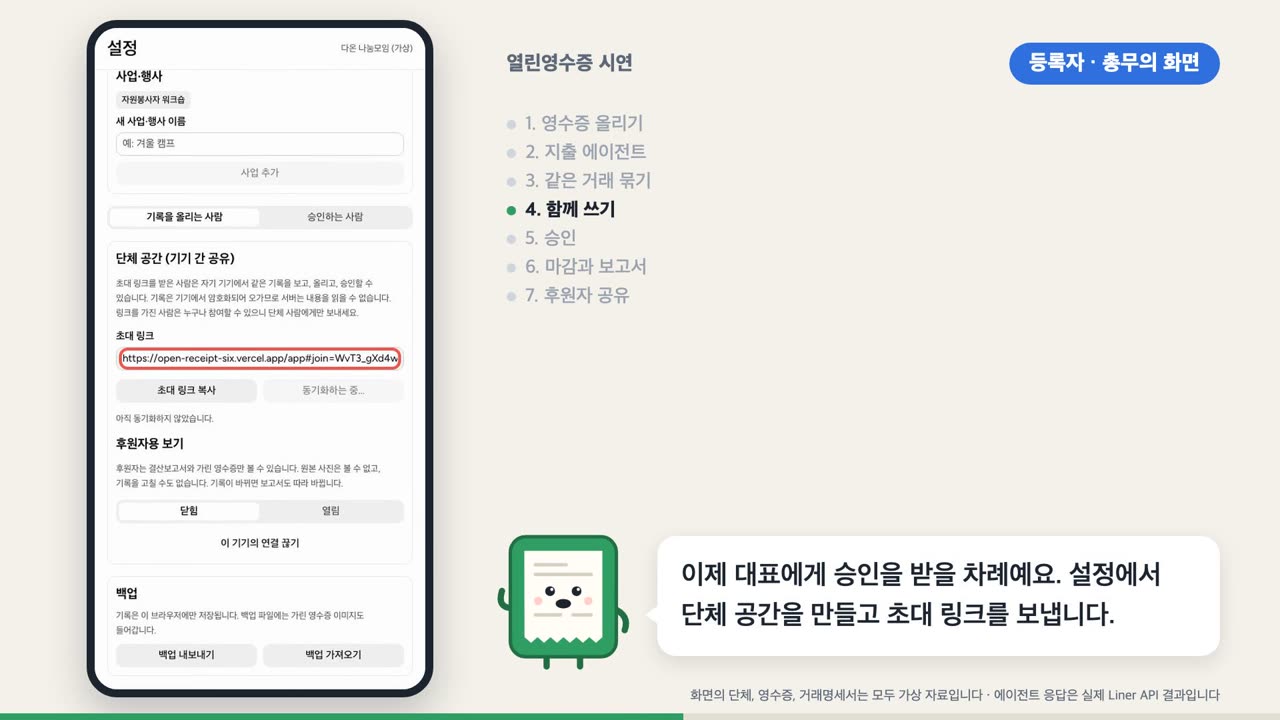 설정
다온 나눔모임 (가상)
사업·행사
자원봉사자 워크숍
새 사업·행사 이름
예: 겨울 캠프
사업 추가
기록을 올리는 사람
승인하는 사람
단체 공간 (기기 간 공유)
초대 링크를 받은 사람은 자기 기기에서 같은 기록을 보고, 올리고, 승인할 수
있습니다. 기록은 기기에서 암호화되어 오가므로 서버는 내용을 읽을 수 없습니다.
링크를 가진 사람은 누구나 참여할 수 있으니 단체 사람에게만 보내세요.
초대 링크
https://open-receipt-six.vercel.app/app#join=WvT3_gXd4w
초대 링크 복사
동기화하는 중...
아직 동기화하지 않았습니다.
후원자용 보기
후원자는 결산보고서와 가린 영수증만 볼 수 있습니다. 원본 사진은 볼 수 없고,
기록을 고칠 수도 없습니다. 기록이 바뀌면 보고서도 따라 바뀝니다.
닫힘
열림
이 기기의 연결 끊기
백업
기록은 이 브라우저에만 저장됩니다. 백업 파일에는 가린 영수증 이미지도
들어갑니다.
백업 내보내기
백업 가져오기
열린영수증 시연
등록자 · 총무의 화면
1. 영수증 올리기
2. 지출 에이전트
3. 같은 거래 묶기
4. 함께 쓰기
5. 승인
6. 마감과 보고서
7. 후원자 공유
이제 대표에게 승인을 받을 차례예요. 설정에서
단체 공간을 만들고 초대 링크를 보냅니다.
화면의 단체, 영수증, 거래명세서는 모두 가상 자료입니다 · 에이전트 응답은 실제 Liner API 결과입니다